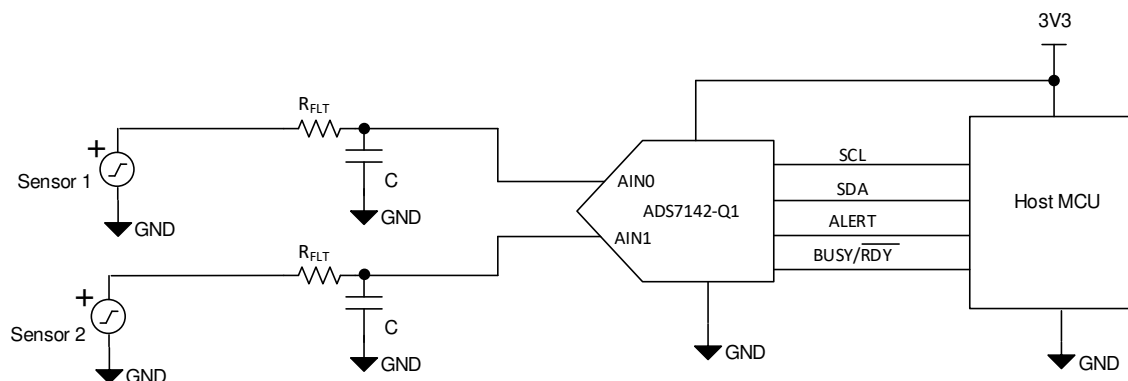 3V3
R_FLT
SCL
Sensor 1
C
AIN0
SDA
Host MCU
GND
GND
ADS7142-Q1
ALERT
R_FLT
AIN1
BUSY/RDY
Sensor 2
C
GND
GND
GND
GND